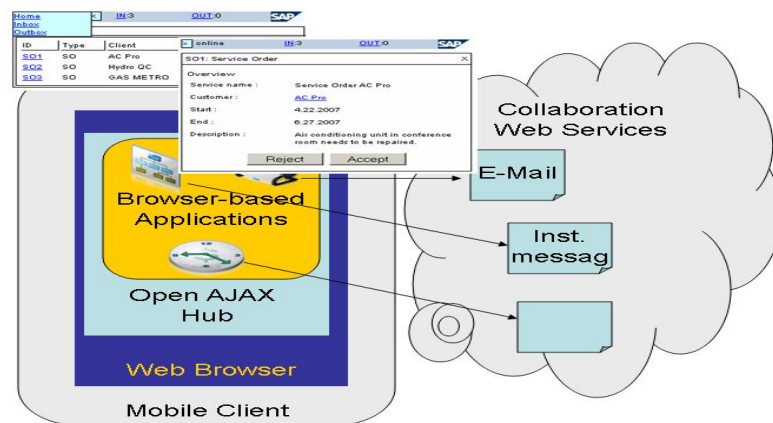 Home
Inbox
Outbox
< IN:3 OUT:0 SAP
ID Type Client
SO1 SO AC Pro
SO2 SO Hydro QC
SO3 SO GAS METRO
> online IN:3 OUT:0 SAP
SO1: Service Order X
Overview
Service name : Service Order AC Pro
Customer : AC Pro
Start : 4.22.2007
End : 6.27.2007
Description : Air conditioning unit in conference
room needs to be repaired.
Reject Accept
Browser-based
Applications
Open AJAX
Hub
Web Browser
Mobile Client
Collaboration
Web Services
E-Mail
Inst.
messag